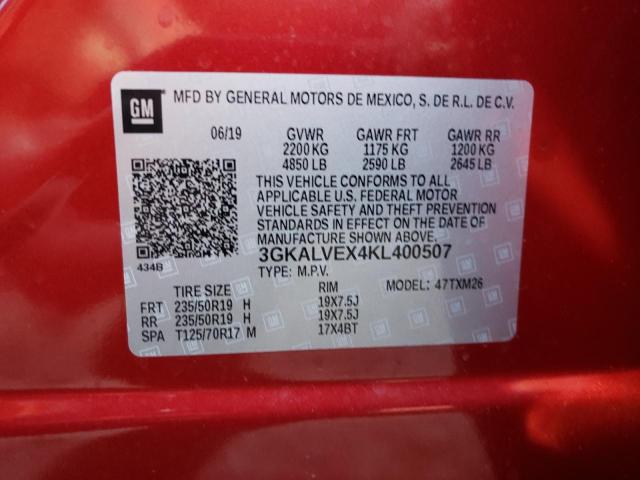 GM
MFD BY GENERAL MOTORS DE MEXICO, S. DE R.L. DE C.V.
06/19 GVWR GAWR FRT GAWR RR
2200 KG 1175 KG 1200 KG
4850 LB 2590 LB 2645 LB
THIS VEHICLE CONFORMS TO ALL
APPLICABLE U.S. FEDERAL MOTOR
VEHICLE SAFETY AND THEFT PREVENTION
STANDARDS IN EFFECT ON THE DATE OF
MANUFACTURE SHOWN ABOVE.
434B 3GKALVEX4KL400507
TYPE: M.P.V. MODEL: 47TXM26
TIRE SIZE RIM
FRT 235/50R19 H 19X7.5J
RR 235/50R19 H 19X7.5J
SPA T125/70R17 M 17X4BT